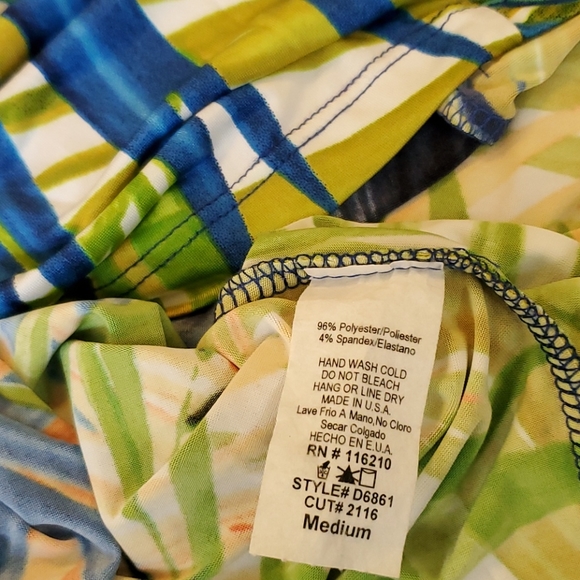 96% Polyester/Poliester
4% Spandex/Elastano
HAND WASH COLD
DO NOT BLEACH
HANG OR LINE DRY
MADE IN U.S.A.
Lave Frio A Mano,No Cloro
Secar Colgado
HECHO EN E.U.A.
RN # 116210
STYLE# D6861
CUT# 2116
Medium